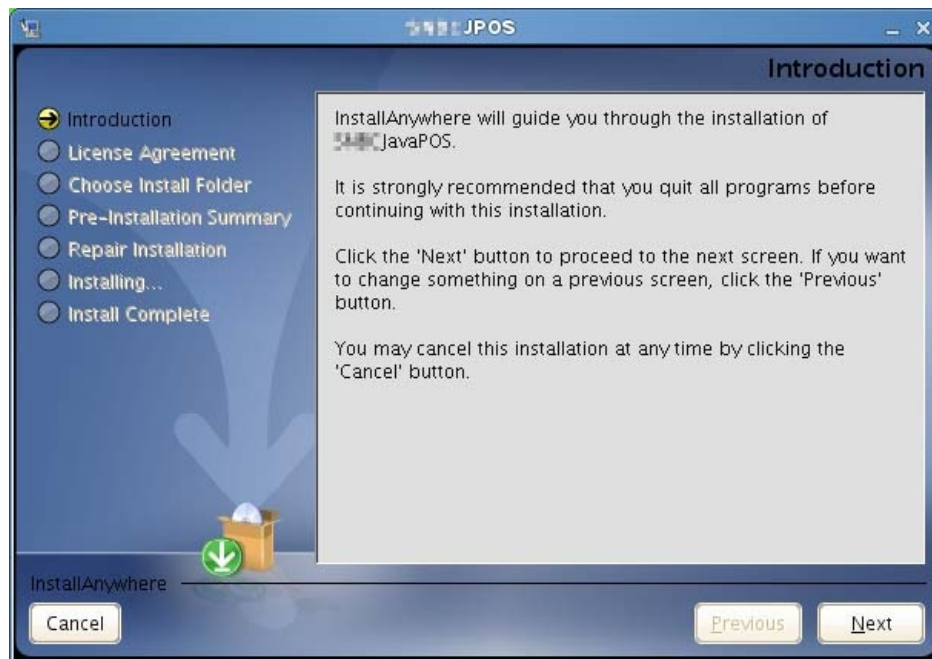 JPOS
Introduction
Introduction
License Agreement
Choose Install Folder
Pre-Installation Summary
Repair Installation
Installing...
Install Complete
InstallAnywhere will guide you through the installation of
JavaPOS.
It is strongly recommended that you quit all programs before
continuing with this installation.
Click the 'Next' button to proceed to the next screen. If you want
to change something on a previous screen, click the 'Previous'
button.
You may cancel this installation at any time by clicking the
'Cancel' button.
InstallAnywhere
Cancel
Previous
Next